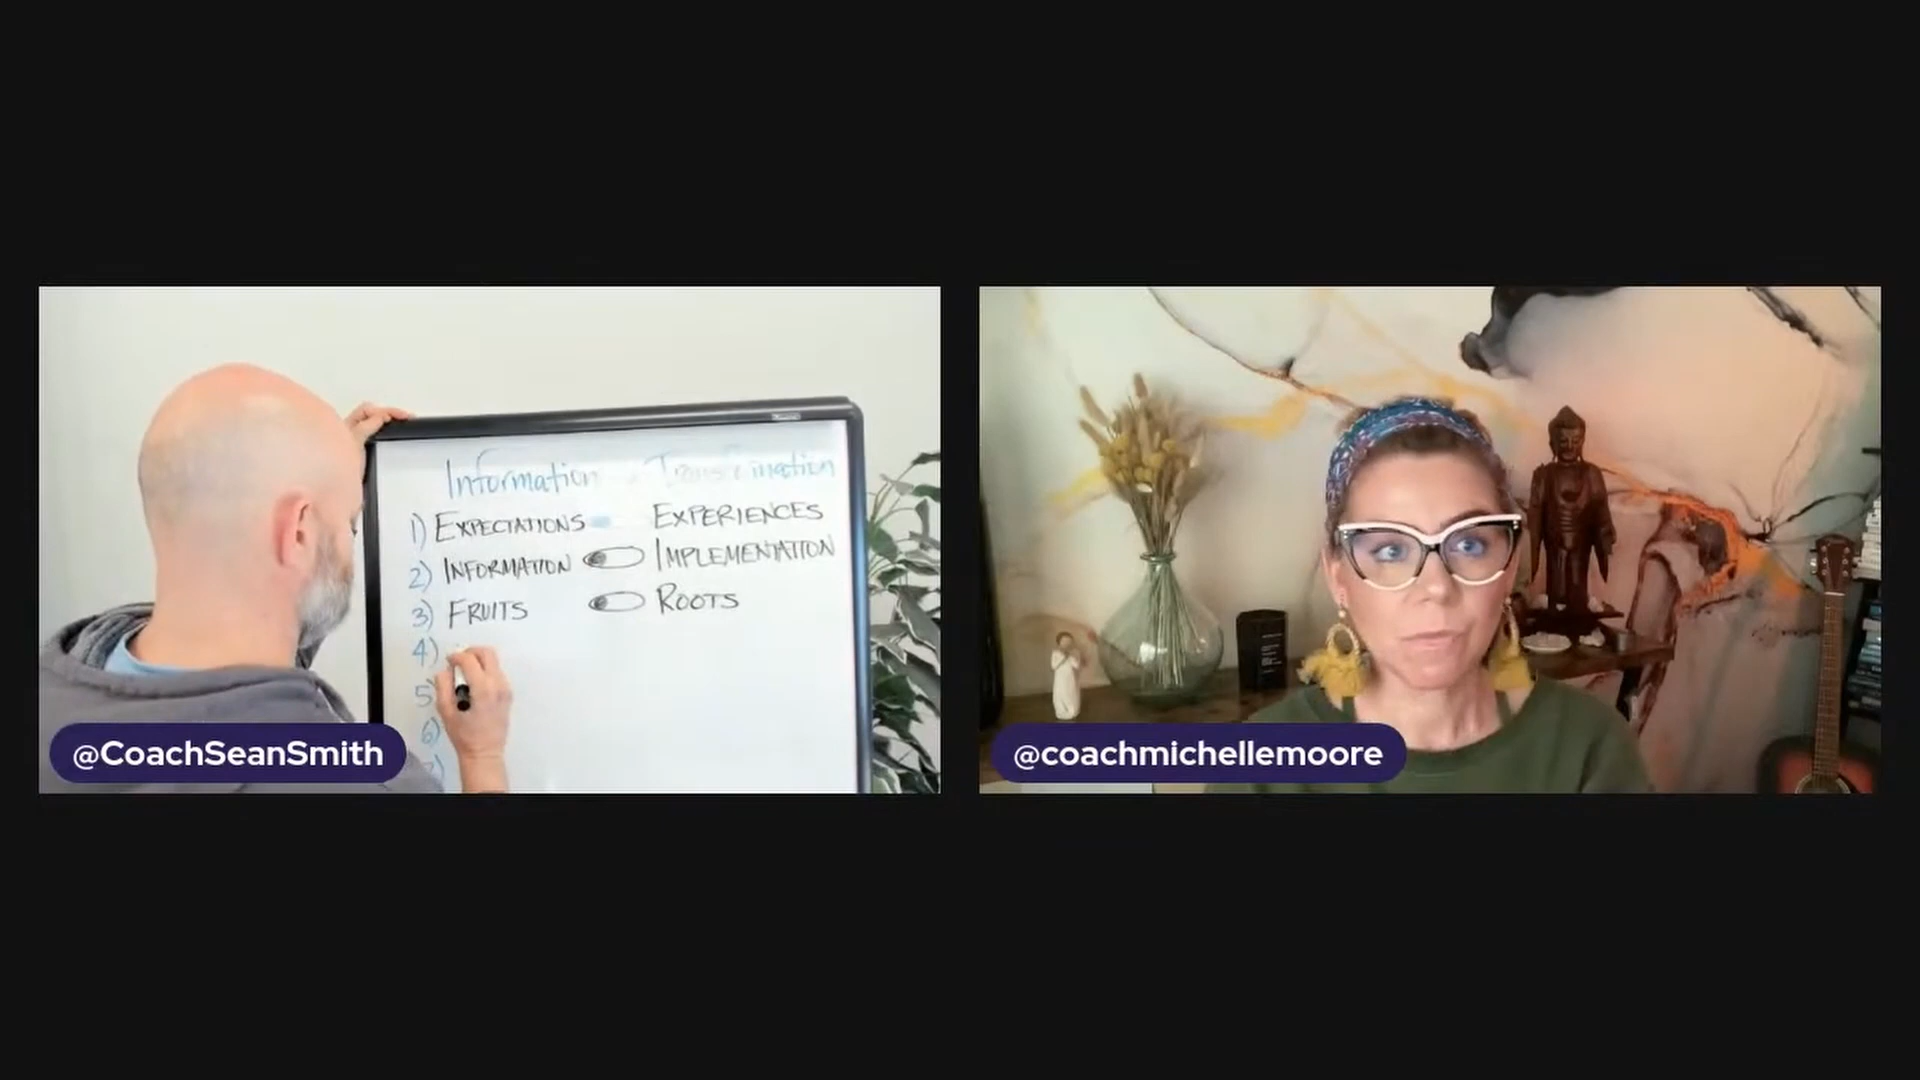 Information Transformation
1) EXPECTATIONS EXPERIENCES
2) INFORMATION IMPLEMENTATION
3) FRUITS ROOTS
4)
5)
6)
@CoachSeanSmith
@coachmichellemoore